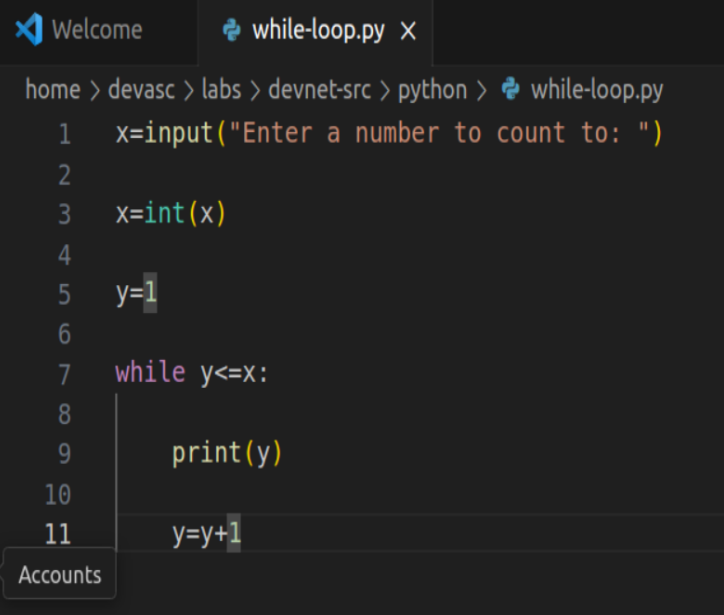 Welcome while-loop.py X
home > devasc > labs > devnet-src > python > while-loop.py
1 x=input("Enter a number to count to: ")
2
3 x=int(x)
4
5 y=1
6
7 while y<=x:
8
9     print(y)
10
11     y=y+1
Accounts